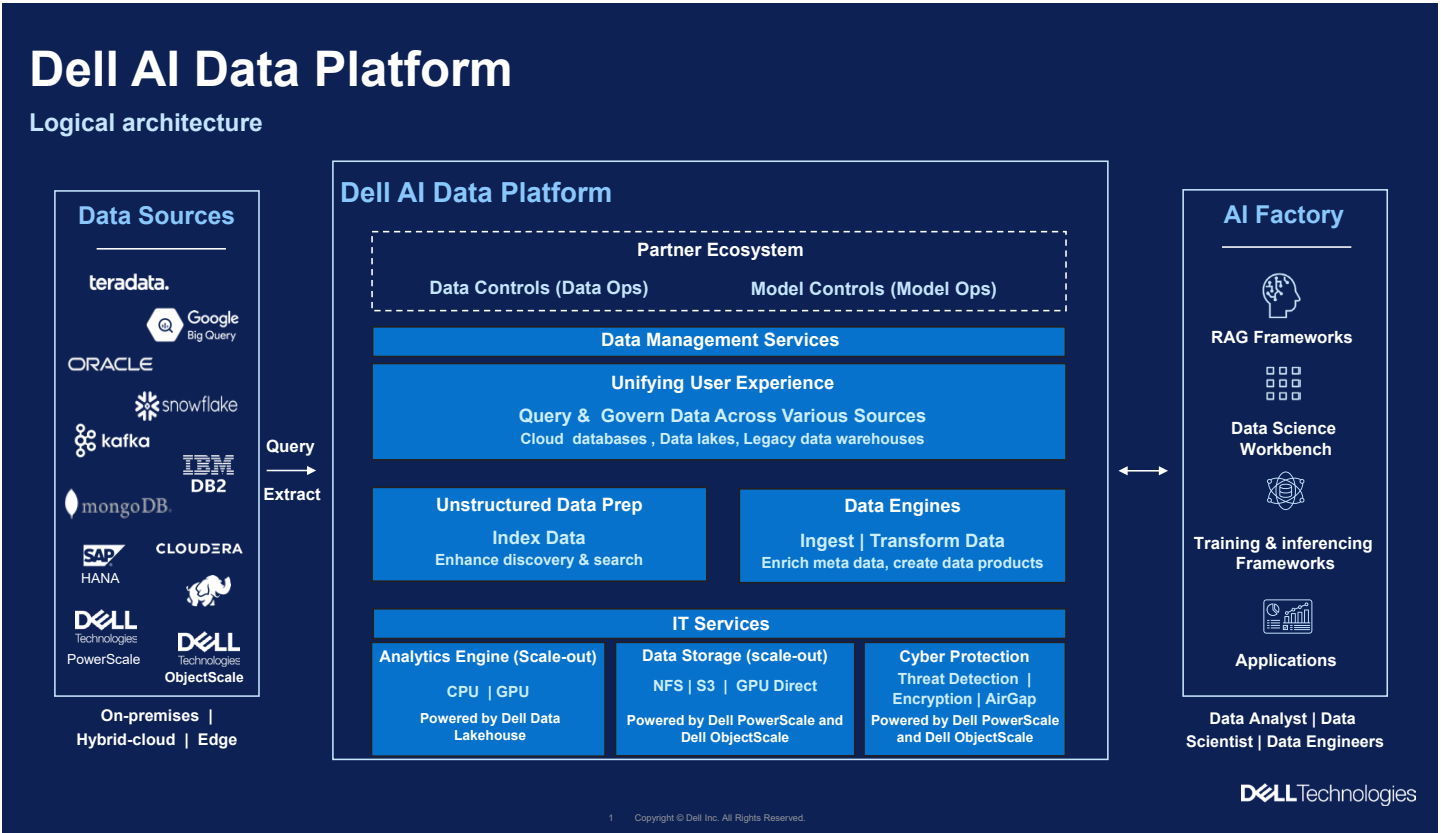 Dell AI Data Platform
Logical architecture
Data Sources
teradata.
Google
Big Query
ORACLE
snowflake
kafka
IBM
DB2
mongoDB.
SAP
HANA
CLOUDERA
DELL
Technologies
PowerScale
DELL
Technologies
ObjectScale
On-premises |
Hybrid-cloud | Edge
Query
Extract
Dell AI Data Platform
Partner Ecosystem
Data Controls (Data Ops)
Model Controls (Model Ops)
Data Management Services
Unifying User Experience
Query & Govern Data Across Various Sources
Cloud databases , Data lakes, Legacy data warehouses
Unstructured Data Prep
Index Data
Enhance discovery & search
Data Engines
Ingest | Transform Data
Enrich meta data, create data products
IT Services
Analytics Engine (Scale-out)
CPU | GPU
Powered by Dell Data
Lakehouse
Data Storage (scale-out)
NFS | S3 | GPU Direct
Powered by Dell PowerScale and
Dell ObjectScale
Cyber Protection
Threat Detection |
Encryption | AirGap
Powered by Dell PowerScale
and Dell ObjectScale
AI Factory
RAG Frameworks
Data Science
Workbench
Training & inferencing
Frameworks
Applications
Data Analyst | Data
Scientist | Data Engineers
DELL Technologies
1 Copyright © Dell Inc. All Rights Reserved.